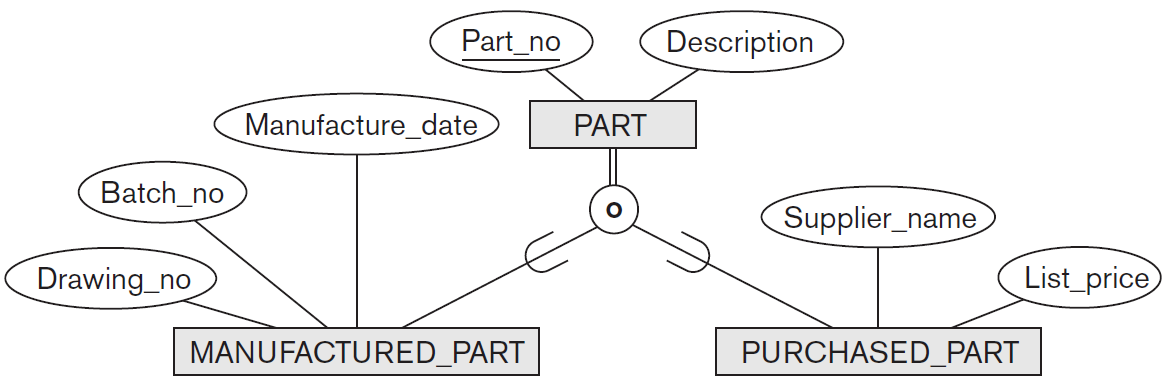 Part_no
Description
Manufacture_date
PART
Batch_no
o
Supplier_name
Drawing_no
List_price
MANUFACTURED_PART
PURCHASED_PART